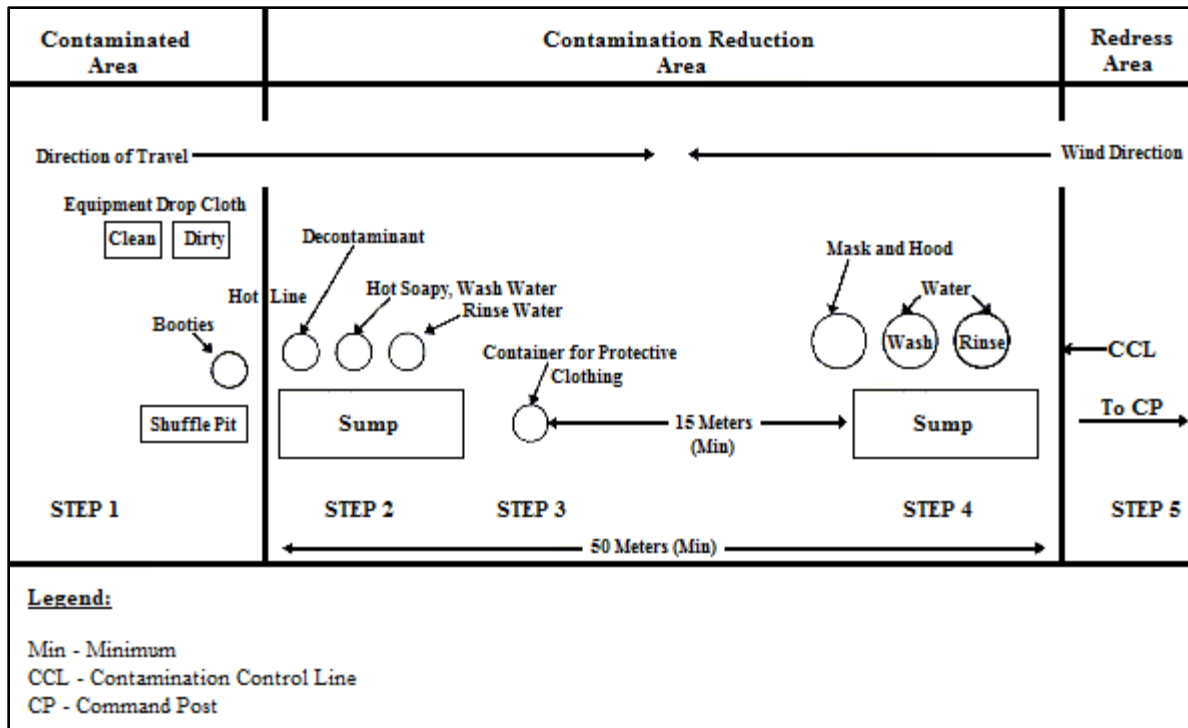 Contaminated
Area
Contamination Reduction
Area
Redress
Area
Direction of Travel
Wind Direction
Equipment Drop Cloth
Clean
Dirty
Decontaminant
Mask and Hood
Hot Line
Hot Soapy, Wash Water
Rinse Water
Water
Booties
Wash
Rinse
Container for Protective
Clothing
CCL
Shuffle Pit
Sump
15 Meters
(Min)
Sump
To CP
STEP 1
STEP 2
STEP 3
STEP 4
STEP 5
50 Meters (Min)
Legend:
Min - Minimum
CCL - Contamination Control Line
CP - Command Post